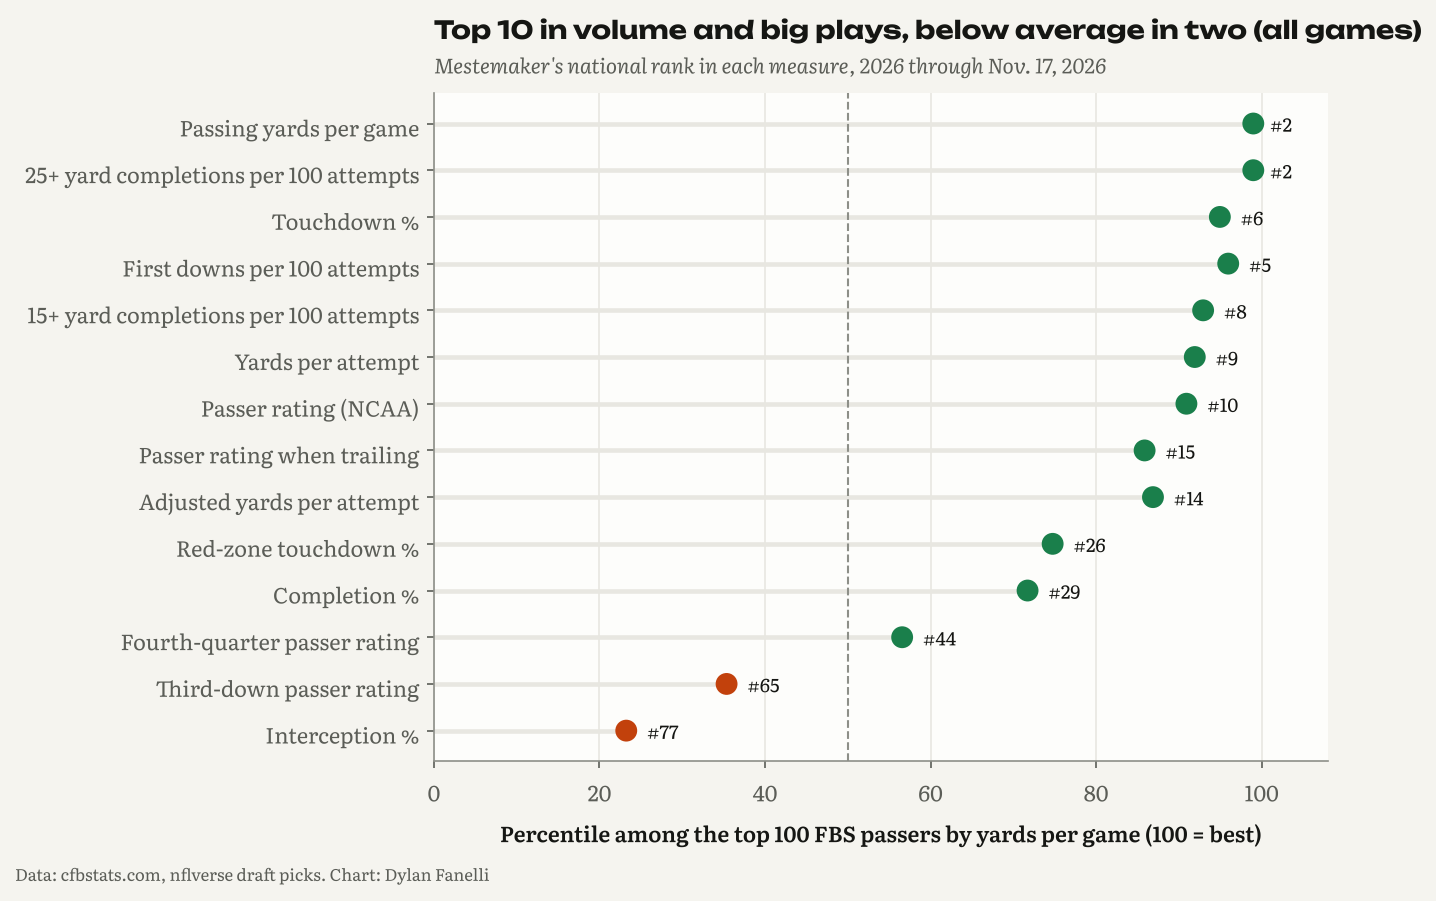 Top 10 in volume and big plays, below average in two (all games)
Mestemaker's national rank in each measure, 2026 through Nov. 17, 2026
Passing yards per game #2
25+ yard completions per 100 attempts #2
Touchdown % #6
First downs per 100 attempts #5
15+ yard completions per 100 attempts #8
Yards per attempt #9
Passer rating (NCAA) #10
Passer rating when trailing #15
Adjusted yards per attempt #14
Red-zone touchdown % #26
Completion % #29
Fourth-quarter passer rating #44
Third-down passer rating #65
Interception % #77
0 20 40 60 80 100
Percentile among the top 100 FBS passers by yards per game (100 = best)
Data: cfbstats.com, nflverse draft picks. Chart: Dylan Fanelli